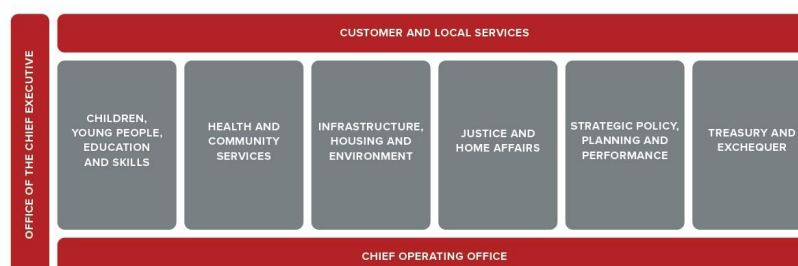 OFFICE OF THE CHIEF EXECUTIVE
CUSTOMER AND LOCAL SERVICES
CHILDREN,
YOUNG PEOPLE,
EDUCATION
AND SKILLS
HEALTH AND
COMMUNITY
SERVICES
INFRASTRUCTURE,
HOUSING AND
ENVIRONMENT
JUSTICE AND
HOME AFFAIRS
STRATEGIC POLICY,
PLANNING AND
PERFORMANCE
TREASURY AND
EXCHEQUER
CHIEF OPERATING OFFICE